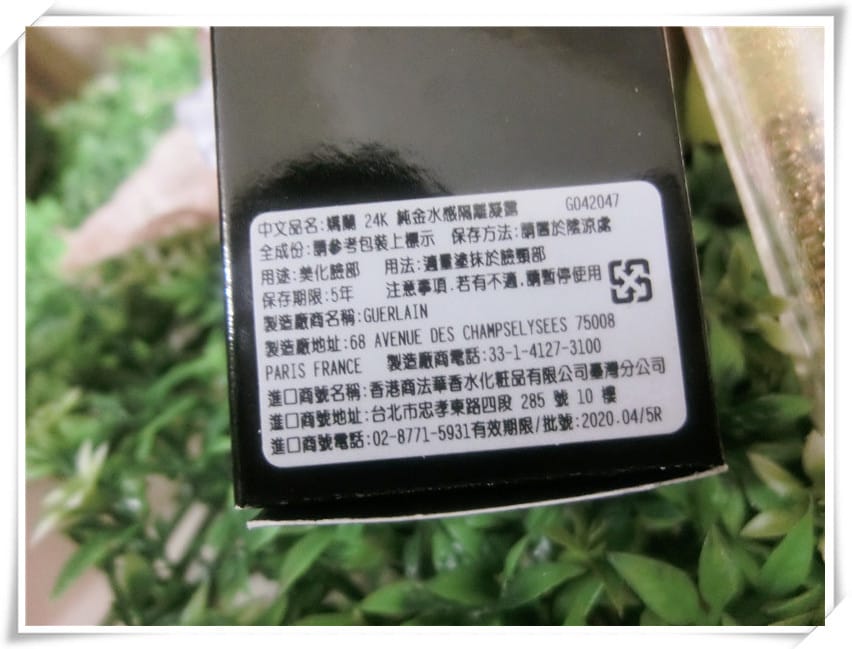 中文品名:嬌蘭 24K 純金水感隔離凝露 G042047
全成份:請參考包裝上標示 保存方法:請置於陰涼處
用途:美化臉部 用法:適量塗抹於臉頸部
保存期限:5年 注意事項.若有不適.請暫停使用
製造廠商名稱:GUERLAIN
製造廠地址:68 AVENUE DES CHAMPSELYSEES 75008
PARIS FRANCE 製造廠商電話:33-1-4127-3100
進口商號名稱:香港商法華香水化粧品有限公司臺灣分公司
進口商號地址:台北市忠孝東路四段 285 號 10 樓
進口商號電話:02-8771-5931有效期限/批號:2020.04/5R